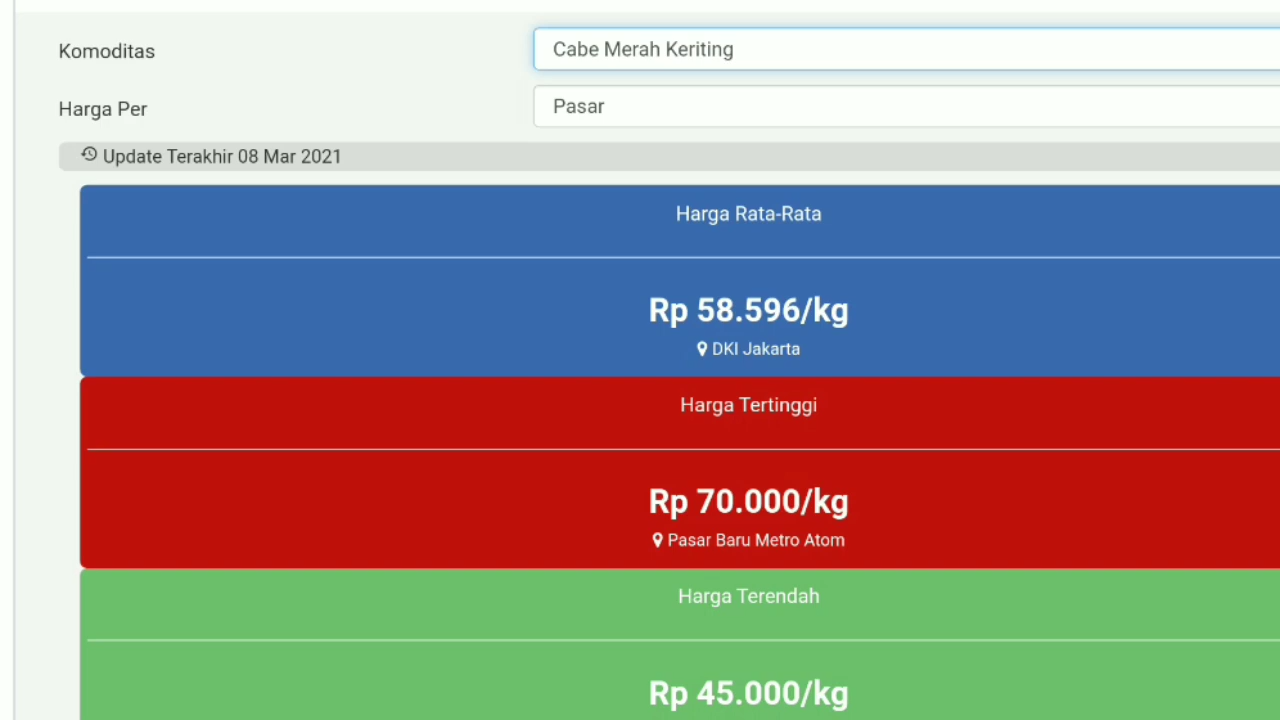 Komoditas
Cabe Merah Keriting
Harga Per
Pasar
Update Terakhir 08 Mar 2021
Harga Rata-Rata
Rp 58.596/kg
DKI Jakarta
Harga Tertinggi
Rp 70.000/kg
Pasar Baru Metro Atom
Harga Terendah
Rp 45.000/kg